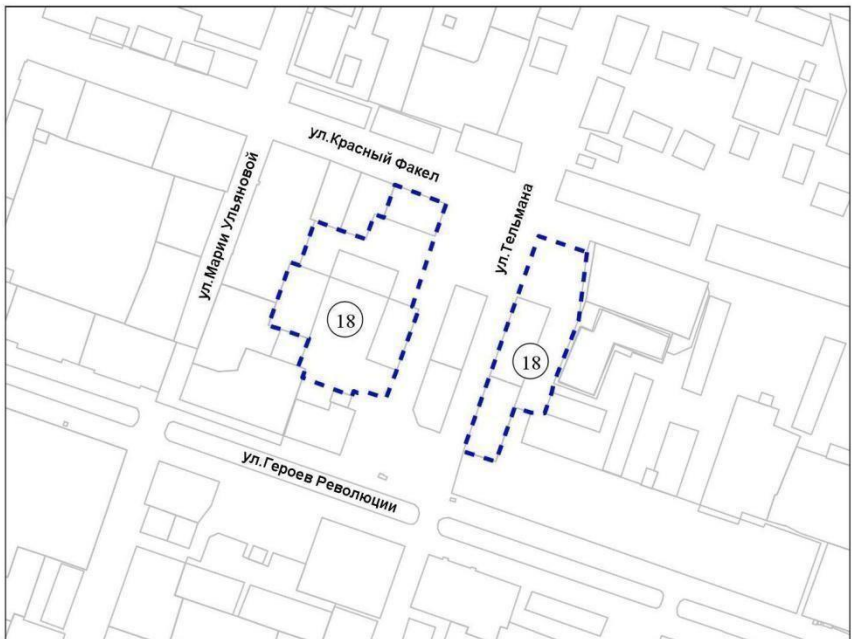 ул.Красный Факел
ул.Марии Ульяновой
ул.Тельмана
18
18
ул.Героев Революции